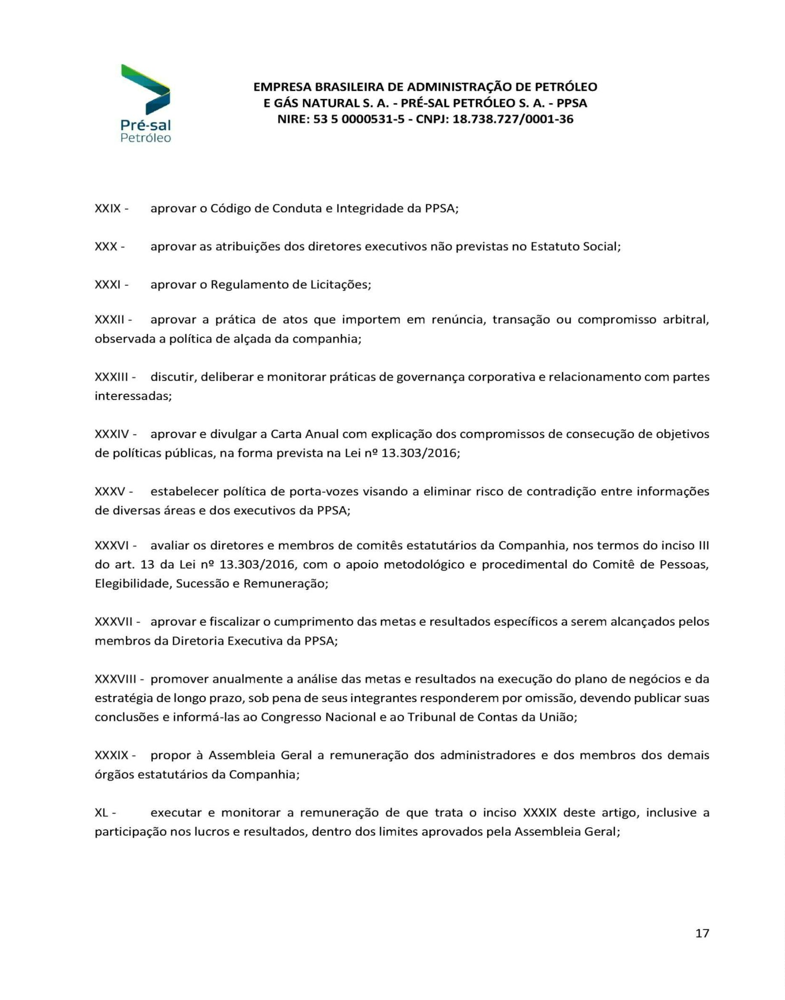 Pré-sal
Petróleo
EMPRESA BRASILEIRA DE ADMINISTRAÇÃO DE PETRÓLEO
E GÁS NATURAL S. A. - PRÉ-SAL PETRÓLEO S. A. - PPSA
NIRE: 53 5 0000531-5 - CNPJ: 18.738.727/0001-36
XXIX - aprovar o Código de Conduta e Integridade da PPSA;
XXX - aprovar as atribuições dos diretores executivos não previstas no Estatuto Social;
XXXI - aprovar o Regulamento de Licitações;
XXXII - aprovar a prática de atos que importem em renúncia, transação ou compromisso arbitral,
observada a política de alçada da companhia;
XXXIII - discutir, deliberar e monitorar práticas de governança corporativa e relacionamento com partes
interessadas;
XXXIV - aprovar e divulgar a Carta Anual com explicação dos compromissos de consecução de objetivos
de políticas públicas, na forma prevista na Lei nº 13.303/2016;
XXXV - estabelecer política de porta-vozes visando a eliminar risco de contradição entre informações
de diversas áreas e dos executivos da PPSA;
XXXVI - avaliar os diretores e membros de comitês estatutários da Companhia, nos termos do inciso III
do art. 13 da Lei nº 13.303/2016, com o apoio metodológico e procedimental do Comitê de Pessoas,
Elegibilidade, Sucessão e Remuneração;
XXXVII - aprovar e fiscalizar o cumprimento das metas e resultados específicos a serem alcançados pelos
membros da Diretoria Executiva da PPSA;
XXXVIII - promover anualmente a análise das metas e resultados na execução do plano de negócios e da
estratégia de longo prazo, sob pena de seus integrantes responderem por omissão, devendo publicar suas
conclusões e informá-las ao Congresso Nacional e ao Tribunal de Contas da União;
XXXIX - propor à Assembleia Geral a remuneração dos administradores e dos membros dos demais
órgãos estatutários da Companhia;
XL - executar e monitorar a remuneração de que trata o inciso XXXIX deste artigo, inclusive a
participação nos lucros e resultados, dentro dos limites aprovados pela Assembleia Geral;
17